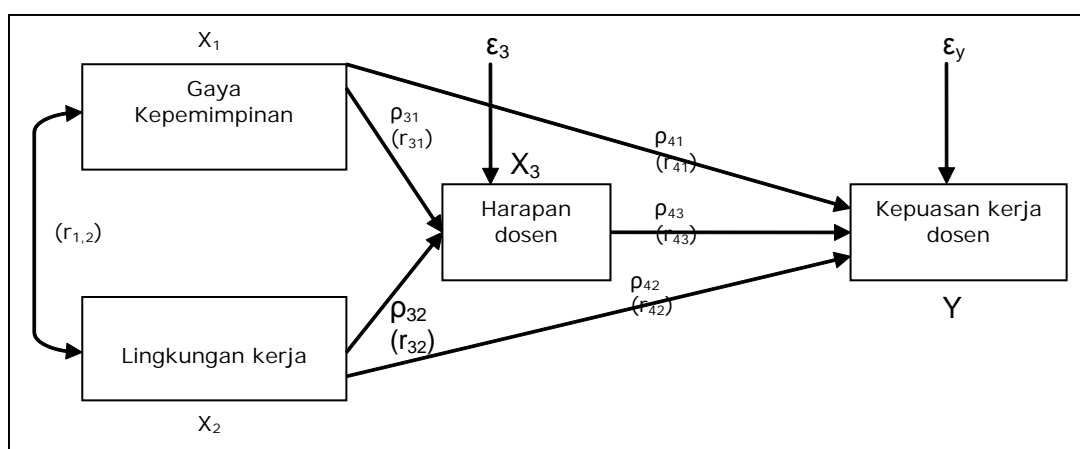 X₁
Gaya
Kepemimpinan
ε₃
εy
ρ₃₁
(r₃₁)
ρ₄₁
(r₄₁)
X₃
Harapan
dosen
ρ₄₃
(r₄₃)
Kepuasan kerja
dosen
(r₁,₂)
ρ₃₂
(r₃₂)
ρ₄₂
(r₄₂)
Y
Lingkungan kerja
X₂